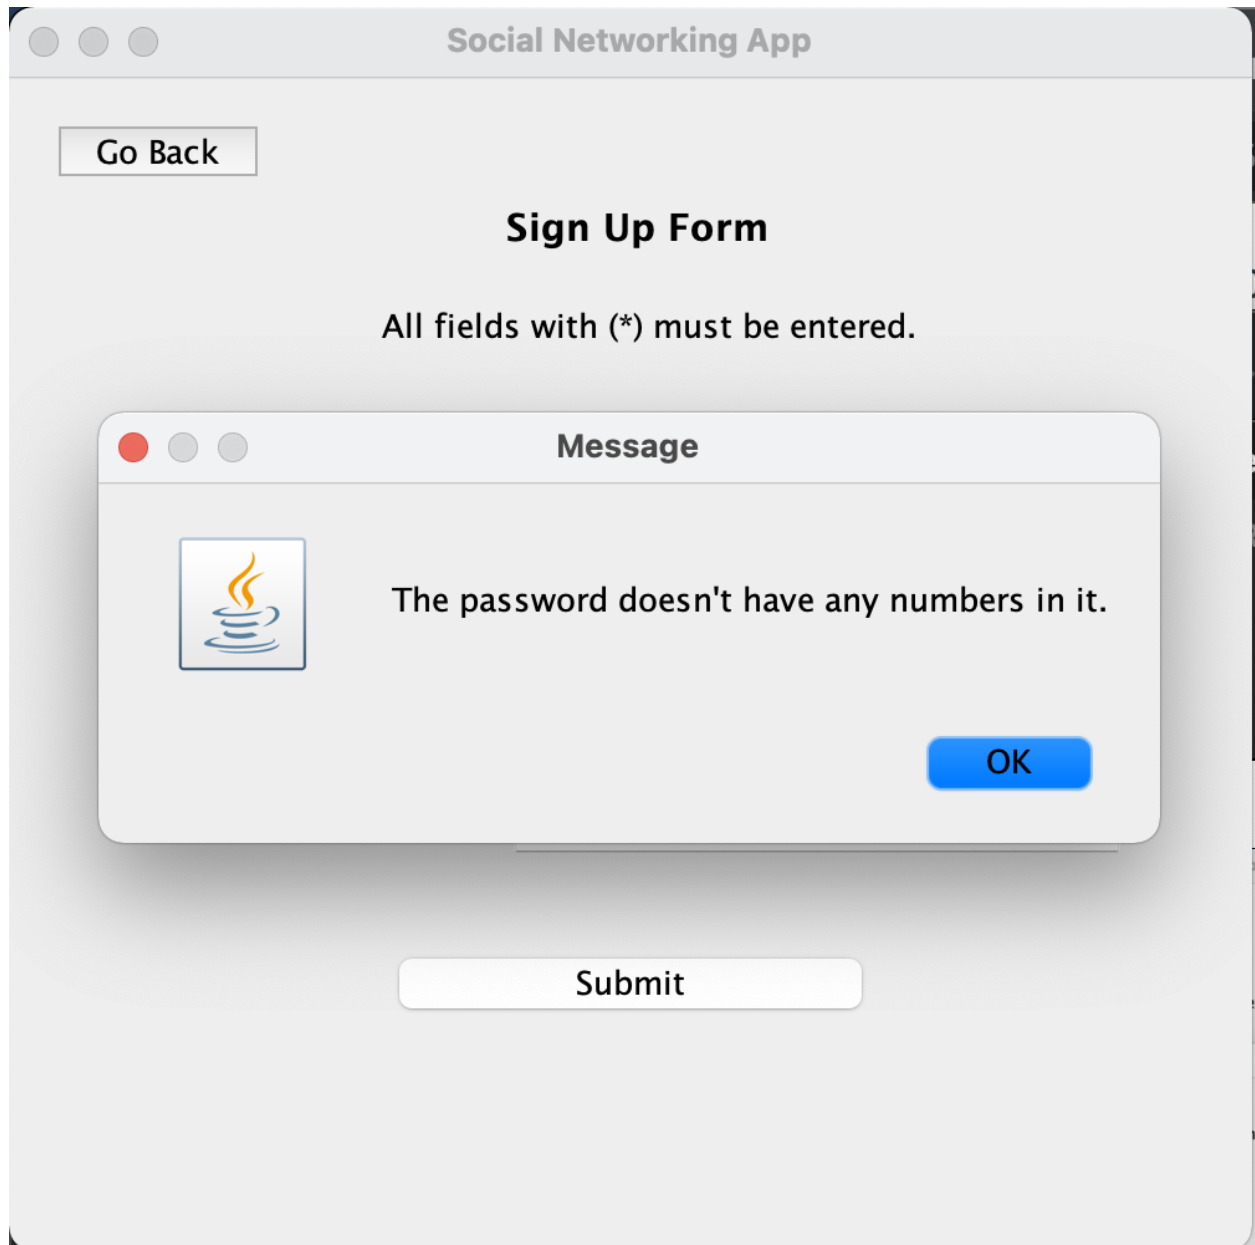 Social Networking App
Go Back
Sign Up Form
All fields with (*) must be entered.
Message
The password doesn't have any numbers in it.
OK
Submit